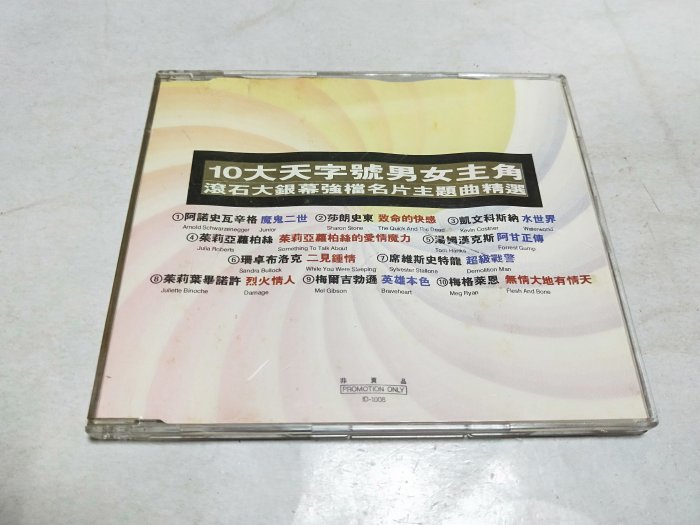 10大天字號男女主角
滾石大銀幕強檔名片主題曲精選
①阿諾史瓦辛格 魔鬼二世 ②莎朗史東 致命的快感 ③凱文科斯納 水世界
Arnold Schwarzenegger Junior Sharon Stone The Quick And The Dead Kevin Costner Waterworld
④茱莉亞蘿柏絲 茱莉亞蘿柏絲的愛情魔力 ⑤湯姆漢克斯 阿甘正傳
Julia Roberts Something To Talk About Tom Hanks Forrest Gump
⑥珊卓布洛克 二見鍾情 ⑦席維斯史特龍 超級戰警
Sandra Bullock While You Were Sleeping Sylvester Stallone Demolition Man
⑧茱莉葉畢諾許 烈火情人 ⑨梅爾吉勃遜 英雄本色 ⑩梅格萊恩 無情大地有情天
Juliette Binoche Damage Mel Gibson Braveheart Meg Ryan Flesh And Bone
非賣品
PROMOTION ONLY
ID-1008